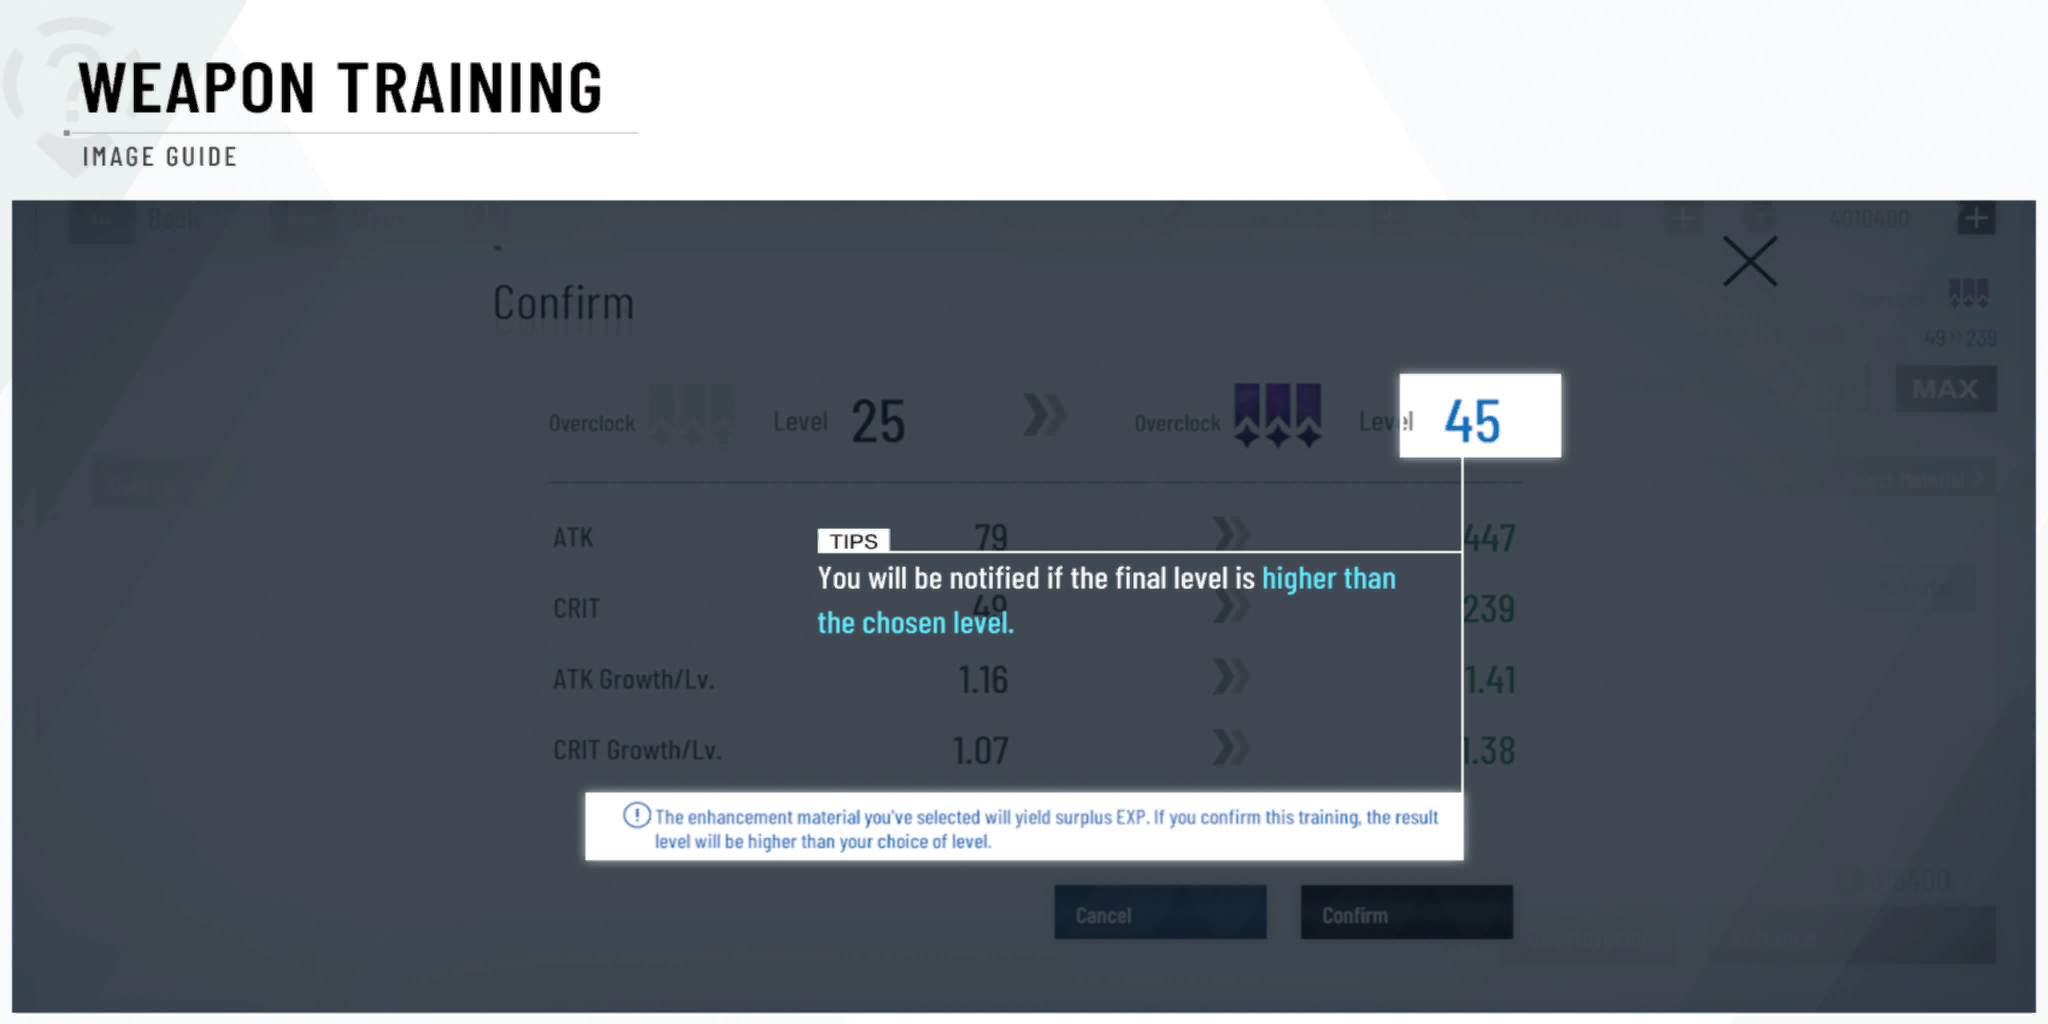 WEAPON TRAINING
IMAGE GUIDE
Back
4010400
Confirm
49 239
MAX
Overclock Level 25 Overclock Level 45
ATK 79 447
TIPS
You will be notified if the final level is higher than
the chosen level.
CRIT 49 239
ATK Growth/Lv. 1.16 1.41
CRIT Growth/Lv. 1.07 1.38
! The enhancement material you've selected will yield surplus EXP. If you confirm this training, the result
level will be higher than your choice of level.
Cancel Confirm